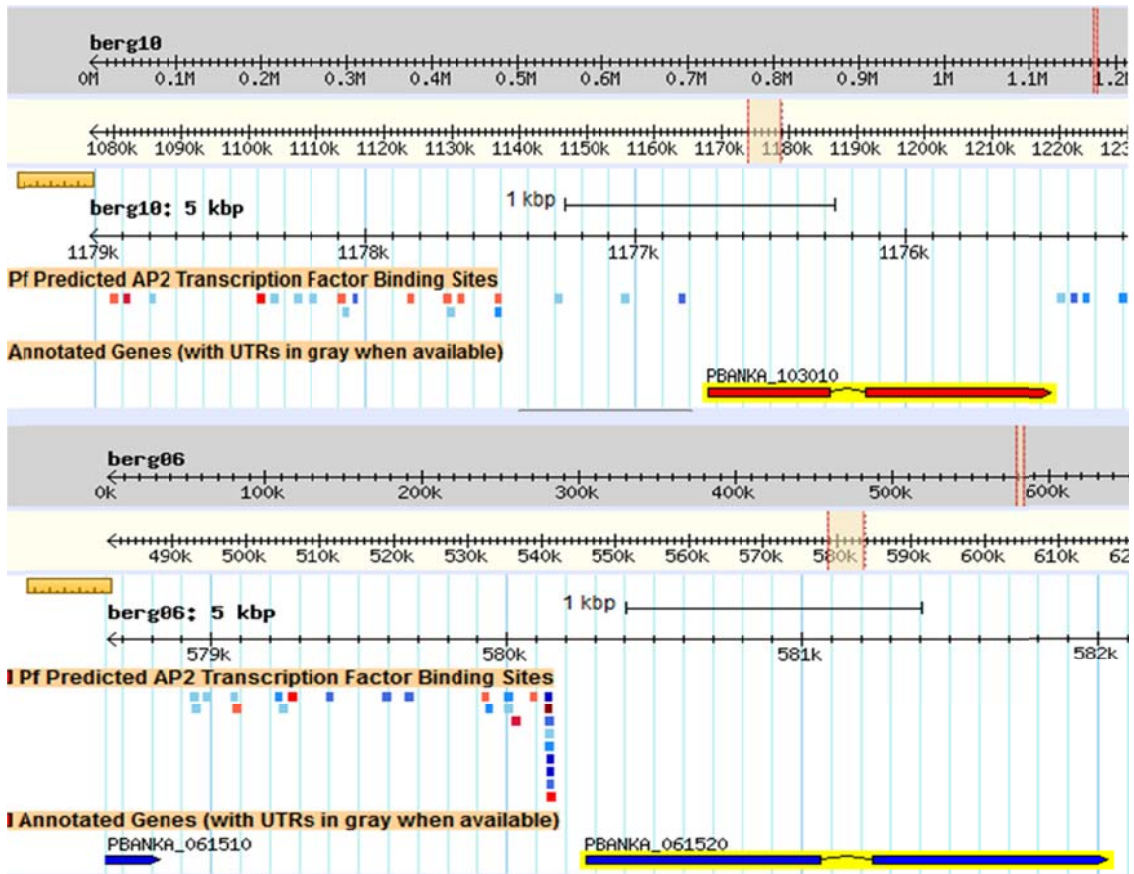 berg10
0M 0.1M 0.2M 0.3M 0.4M 0.5M 0.6M 0.7M 0.8M 0.9M 1M 1.1M 1.2
1080k 1090k 1100k 1110k 1120k 1130k 1140k 1150k 1160k 1170k 1180k 1190k 1200k 1210k 1220k 123
berg10: 5 kbp 1 kbp
1179k 1178k 1177k 1176k
Pf Predicted AP2 Transcription Factor Binding Sites
Annotated Genes (with UTRs in gray when available)
PBANKA_103010
berg06
0k 100k 200k 300k 400k 500k 600k
490k 500k 510k 520k 530k 540k 550k 560k 570k 580k 590k 600k 610k 62
berg06: 5 kbp 1 kbp
579k 580k 581k 582k
Pf Predicted AP2 Transcription Factor Binding Sites
Annotated Genes (with UTRs in gray when available)
PBANKA_061510 PBANKA_061520